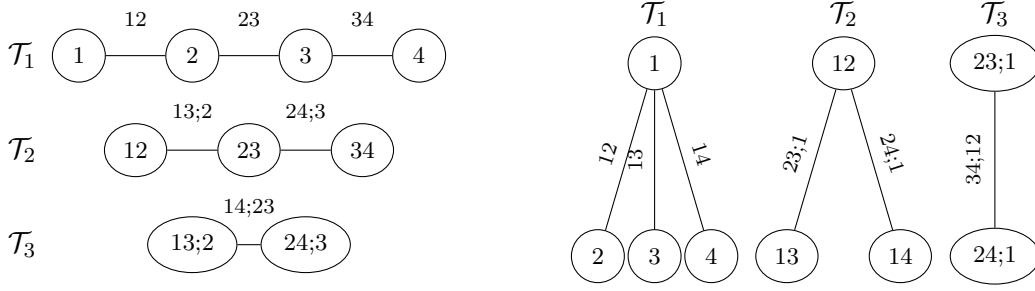 12 23 34
𝒯1 1 2 3 4
13;2 24;3
𝒯2 12 23 34
14;23
𝒯3 13;2 24;3
𝒯1 𝒯2 𝒯3
1 12 23;1
12 13 14 23;1 24;1 34;12
2 3 4 13 14 24;1